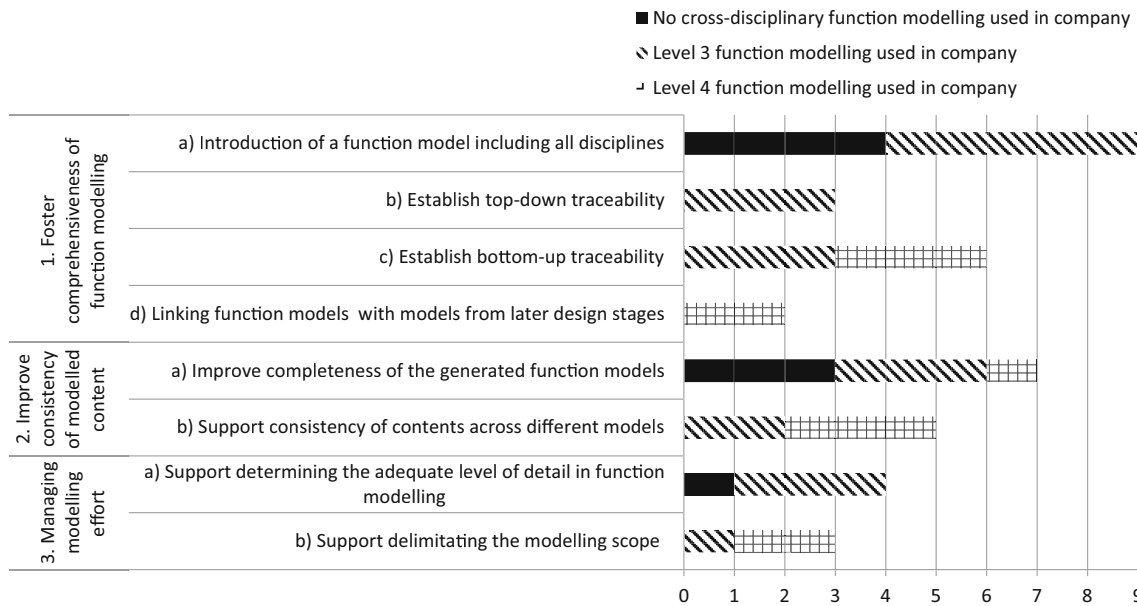 No cross-disciplinary function modelling used in company
Level 3 function modelling used in company
Level 4 function modelling used in company
1. Foster
comprehensiveness of
function modelling
a) Introduction of a function model including all disciplines
b) Establish top-down traceability
c) Establish bottom-up traceability
d) Linking function models with models from later design stages
2. Improve
consistency
of modelled
content
a) Improve completeness of the generated function models
b) Support consistency of contents across different models
3. Managing
modelling
effort
a) Support determining the adequate level of detail in function
modelling
b) Support delimitating the modelling scope
0 1 2 3 4 5 6 7 8 9